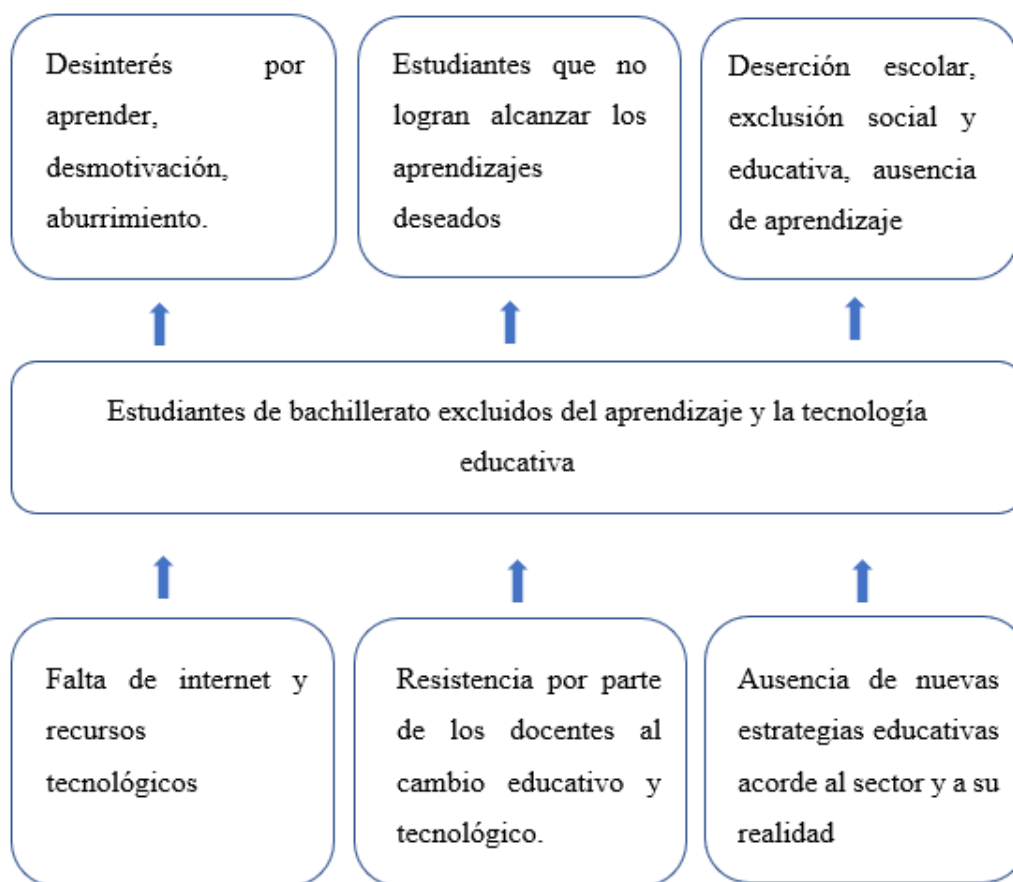 Desinterés por
aprender,
desmotivación,
aburrimiento.
Estudiantes que no
logran alcanzar los
aprendizajes
deseados
Deserción escolar,
exclusión social y
educativa, ausencia
de aprendizaje
Estudiantes de bachillerato excluidos del aprendizaje y la tecnología
educativa
Falta de internet y
recursos
tecnológicos
Resistencia por parte
de los docentes al
cambio educativo y
tecnológico.
Ausencia de nuevas
estrategias educativas
acorde al sector y a su
realidad